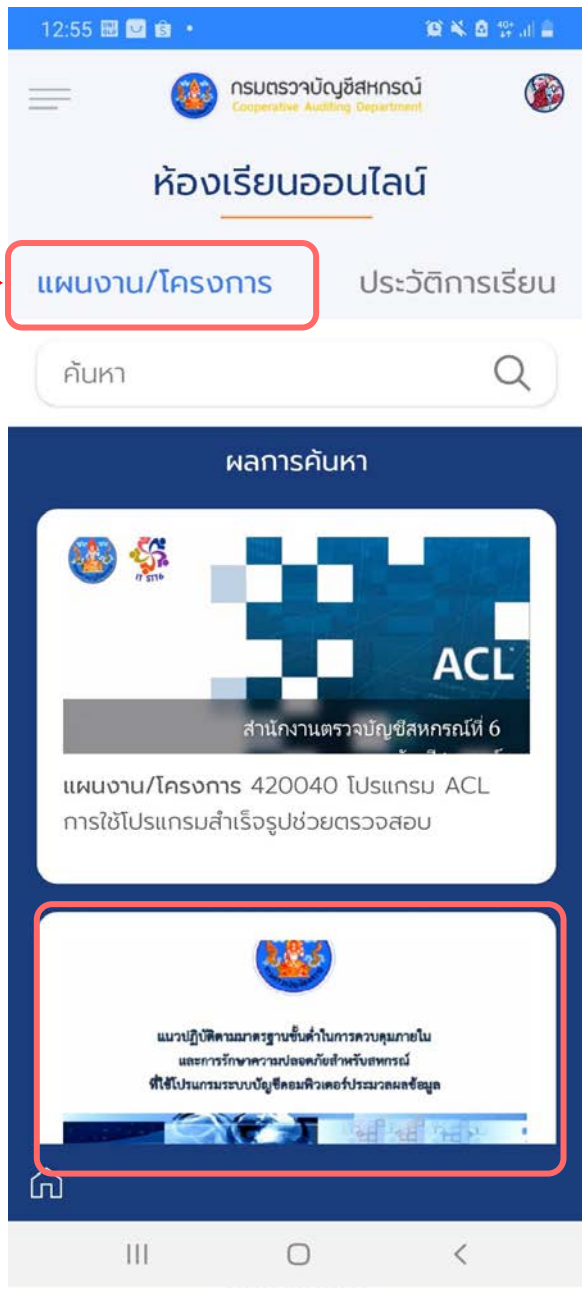 12:55
40+
กรมตรวจบัญชีสหกรณ์
Cooperative Auditing Department
ห้องเรียนออนไลน์
แผนงาน/โครงการ
ประวัติการเรียน
ค้นหา
ผลการค้นหา
IT ST16
ACL
สำนักงานตรวจบัญชีสหกรณ์ที่ 6
แผนงาน/โครงการ 420040 โปรแกรม ACL
การใช้โปรแกรมสำเร็จรูปช่วยตรวจสอบ
แนวปฏิบัติตามมาตรฐานขั้นต่ำในการควบคุมภายใน
และการรักษาความปลอดภัยสำหรับสหกรณ์
ที่ใช้โปรแกรมระบบบัญชีคอมพิวเตอร์ประมวลผลข้อมูล